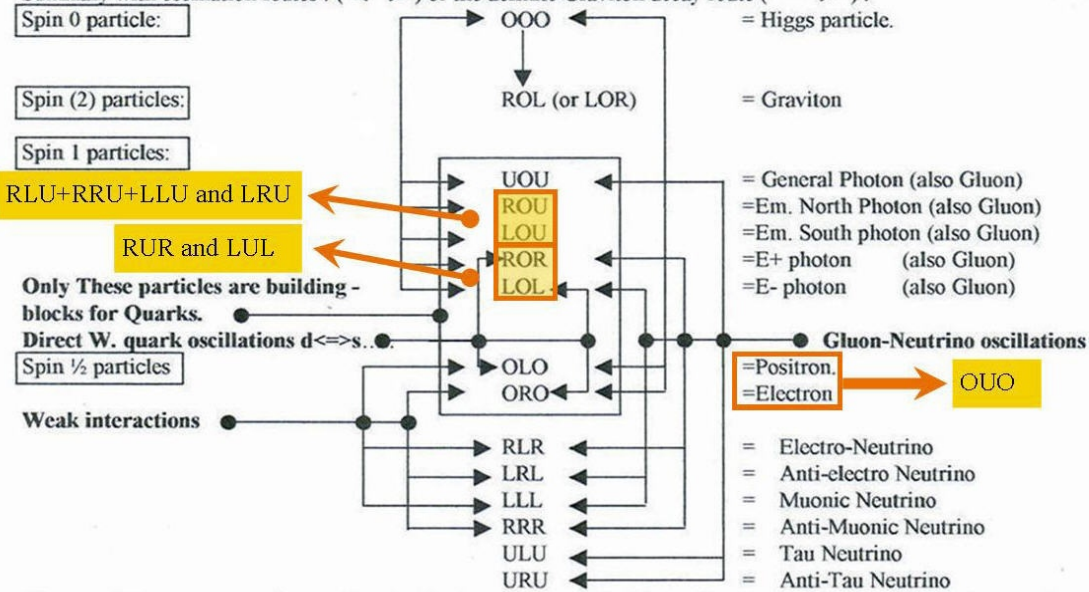 Spin 0 particle: OOO = Higgs particle.
Spin (2) particles: ROL (or LOR) = Graviton
Spin 1 particles:
UOU = General Photon (also Gluon)
RLU+RRU+LLU and LRU ROU =Em. North Photon (also Gluon)
LOU =Em. South photon (also Gluon)
RUR and LUL ROR =E+ photon (also Gluon)
Only These particles are building - LOL =E- photon (also Gluon)
blocks for Quarks.
Direct W. quark oscillations d<=>s.... Gluon-Neutrino oscillations
Spin ½ particles OLO =Positron. OUO
ORO =Electron
Weak interactions
RLR = Electro-Neutrino
LRL = Anti-electro Neutrino
LLL = Muonic Neutrino
RRR = Anti-Muonic Neutrino
ULU = Tau Neutrino
URU = Anti-Tau Neutrino